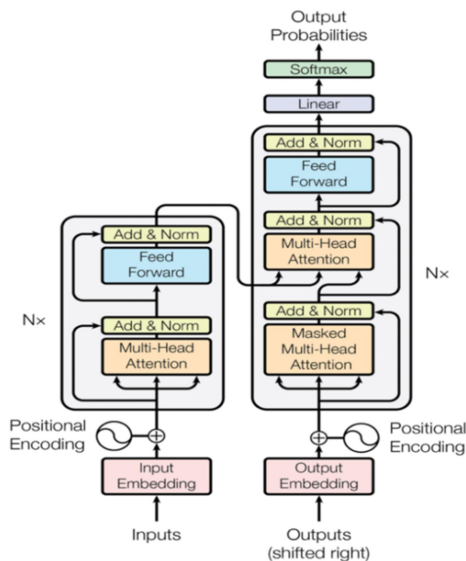 Output
Probabilities
Softmax
Linear
Add & Norm
Feed
Forward
Add & Norm
Multi-Head
Attention
Add & Norm
Masked
Multi-Head
Attention
N×
Add & Norm
Feed
Forward
N×
Add & Norm
Multi-Head
Attention
Positional
Encoding
Positional
Encoding
Input
Embedding
Output
Embedding
Inputs
Outputs
(shifted right)